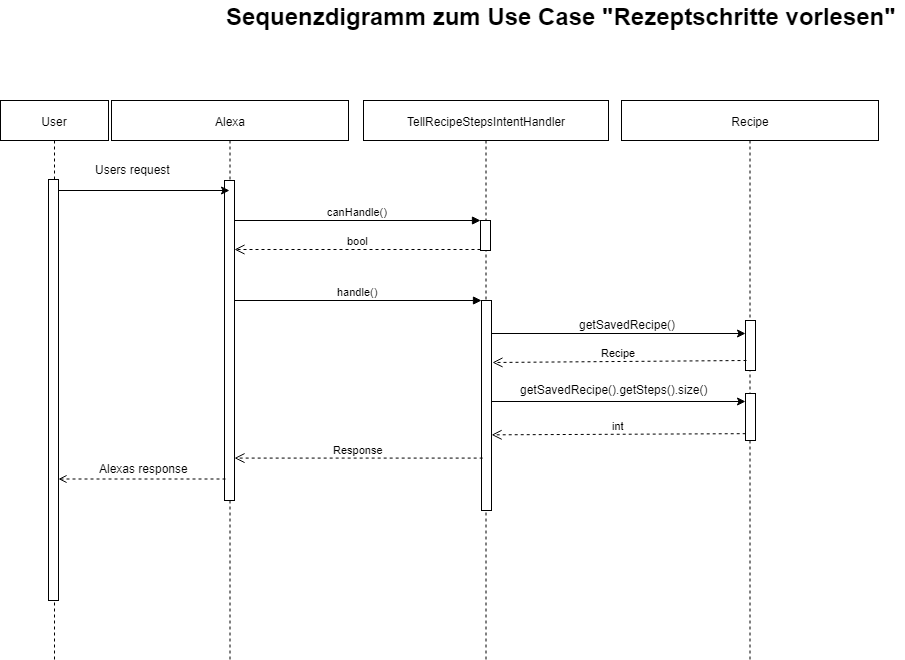 Sequenzdigramm zum Use Case "Rezeptschritte vorlesen"
User
Alexa
TellRecipeStepsIntentHandler
Recipe
Users request
canHandle()
bool
handle()
getSavedRecipe()
Recipe
getSavedRecipe().getSteps().size()
int
Response
Alexas response